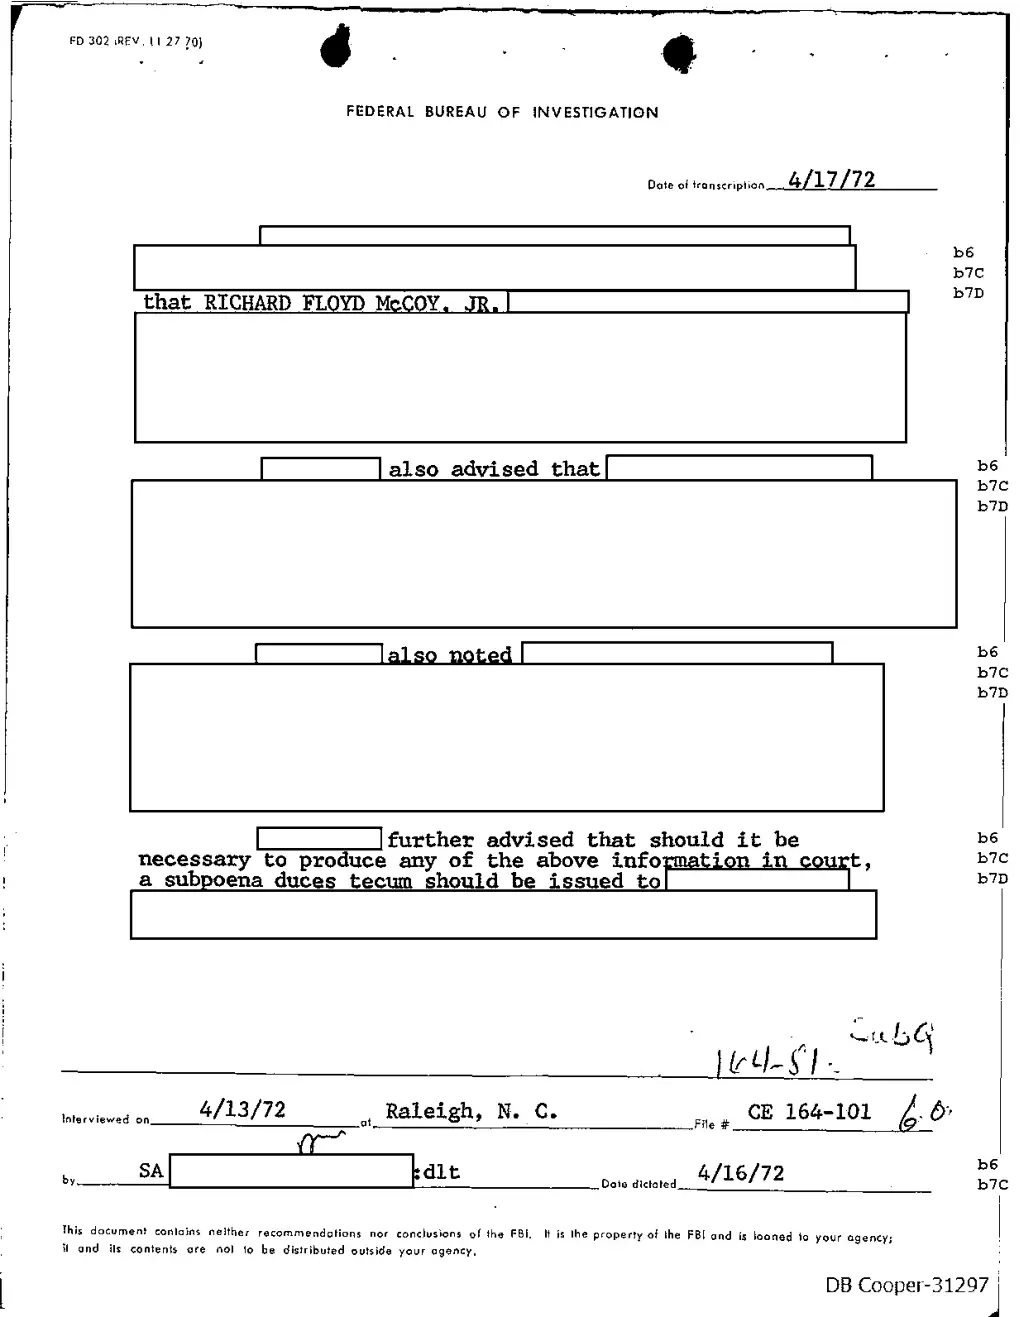 FD 302 (REV. 11 27 70)
FEDERAL BUREAU OF INVESTIGATION
Date of transcription 4/17/72
b6
b7C
that RICHARD FLOYD McCOY, JR. b7D
also advised that b6
b7C
b7D
also noted b6
b7C
b7D
further advised that should it be b6
necessary to produce any of the above information in court, b7C
a subpoena duces tecum should be issued to b7D
SubG
164-81-
Interviewed on 4/13/72 at Raleigh, N. C. File # CE 164-101
by SA :dlt Date dictated 4/16/72 b6
b7C
This document contains neither recommendations nor conclusions of the FBI. It is the property of the FBI and is loaned to your agency;
it and its contents are not to be distributed outside your agency.
DB Cooper-31297